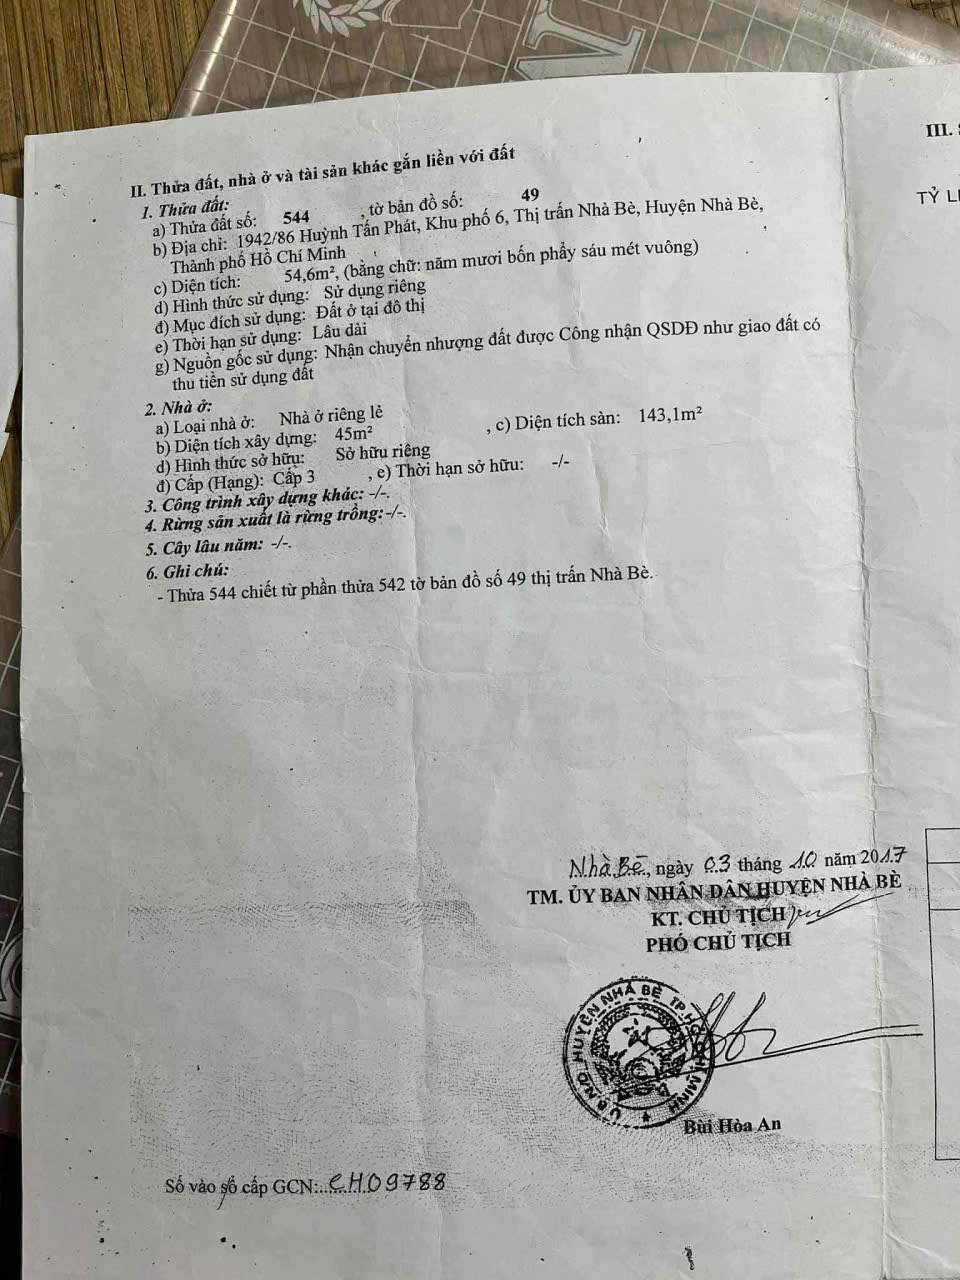 II. Thửa đất, nhà ở và tài sản khác gắn liền với đất
1. Thửa đất:
a) Thửa đất số: 544 , tờ bản đồ số: 49
b) Địa chỉ: 1942/86 Huỳnh Tấn Phát, Khu phố 6, Thị trấn Nhà Bè, Huyện Nhà Bè,
Thành phố Hồ Chí Minh
c) Diện tích: 54,6m², (bằng chữ: năm mươi bốn phẩy sáu mét vuông)
d) Hình thức sử dụng: Sử dụng riêng
đ) Mục đích sử dụng: Đất ở tại đô thị
e) Thời hạn sử dụng: Lâu dài
g) Nguồn gốc sử dụng: Nhận chuyển nhượng đất được Công nhận QSDĐ như giao đất có
thu tiền sử dụng đất
2. Nhà ở:
a) Loại nhà ở: Nhà ở riêng lẻ
b) Diện tích xây dựng: 45m² , c) Diện tích sàn: 143,1m²
d) Hình thức sở hữu: Sở hữu riêng
đ) Cấp (Hạng): Cấp 3 , e) Thời hạn sở hữu: -/-
3. Công trình xây dựng khác: -/-.
4. Rừng sản xuất là rừng trồng: -/-.
5. Cây lâu năm: -/-.
6. Ghi chú:
- Thửa 544 chiết từ phần thửa 542 tờ bản đồ số 49 thị trấn Nhà Bè.
Nhà Bè, ngày 03 tháng 10 năm 2017
TM. ỦY BAN NHÂN DÂN HUYỆN NHÀ BÈ
KT. CHỦ TỊCH
PHÓ CHỦ TỊCH
U.B.N.D HUYỆN NHÀ BÈ TP.HỒ CHÍ MINH
Bùi Hòa An
Số vào sổ cấp GCN: CH09788
III.
TỶ L